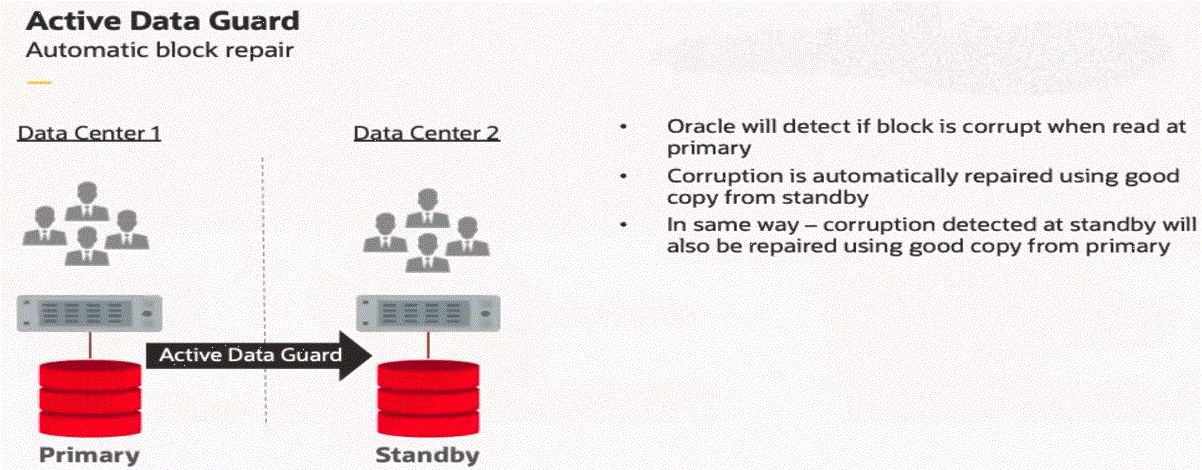 Active Data Guard
Automatic block repair
Data Center 1
Data Center 2
• Oracle will detect if block is corrupt when read at
primary
• Corruption is automatically repaired using good
copy from standby
• In same way – corruption detected at standby will
also be repaired using good copy from primary
Active Data Guard
Primary
Standby